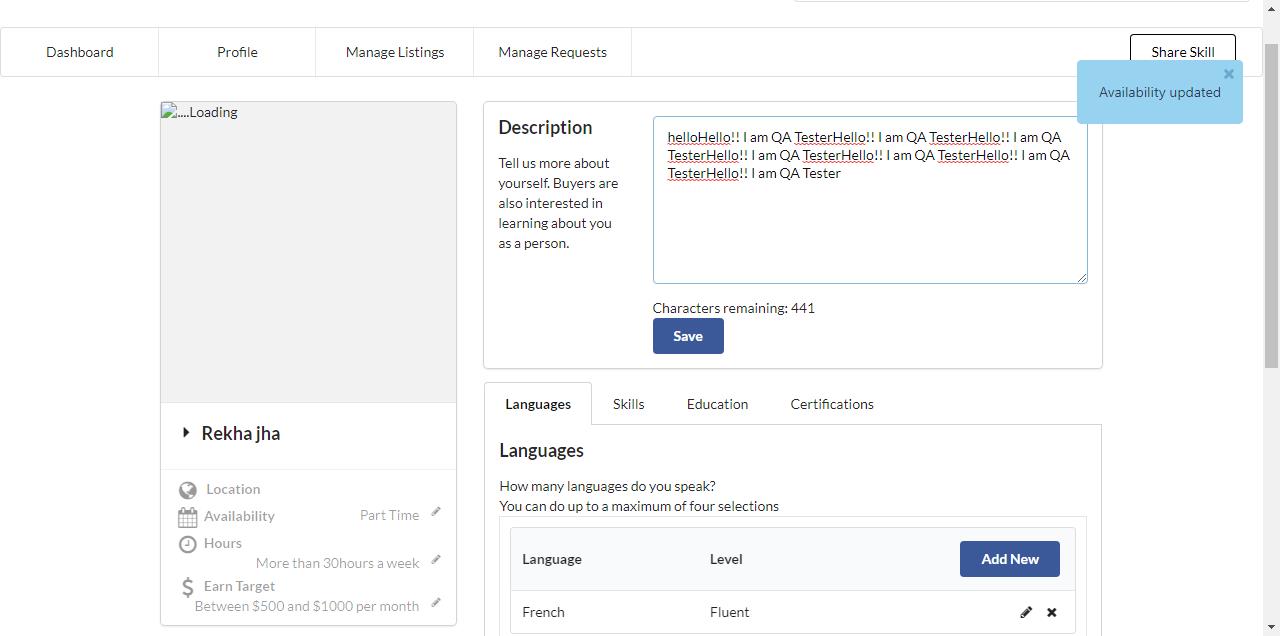 Dashboard
Profile
Manage Listings
Manage Requests
Share Skill
Availability updated
....Loading
Rekha jha
Location
Availability
Part Time
Hours
More than 30hours a week
Earn Target
Between $500 and $1000 per month
Description
Tell us more about
yourself. Buyers are
also interested in
learning about you
as a person.
helloHello!! I am QA TesterHello!! I am QA TesterHello!! I am QA
TesterHello!! I am QA TesterHello!! I am QA TesterHello!! I am QA
TesterHello!! I am QA Tester
Characters remaining: 441
Save
Languages
Skills
Education
Certifications
Languages
How many languages do you speak?
You can do up to a maximum of four selections
Language
Level
Add New
French
Fluent